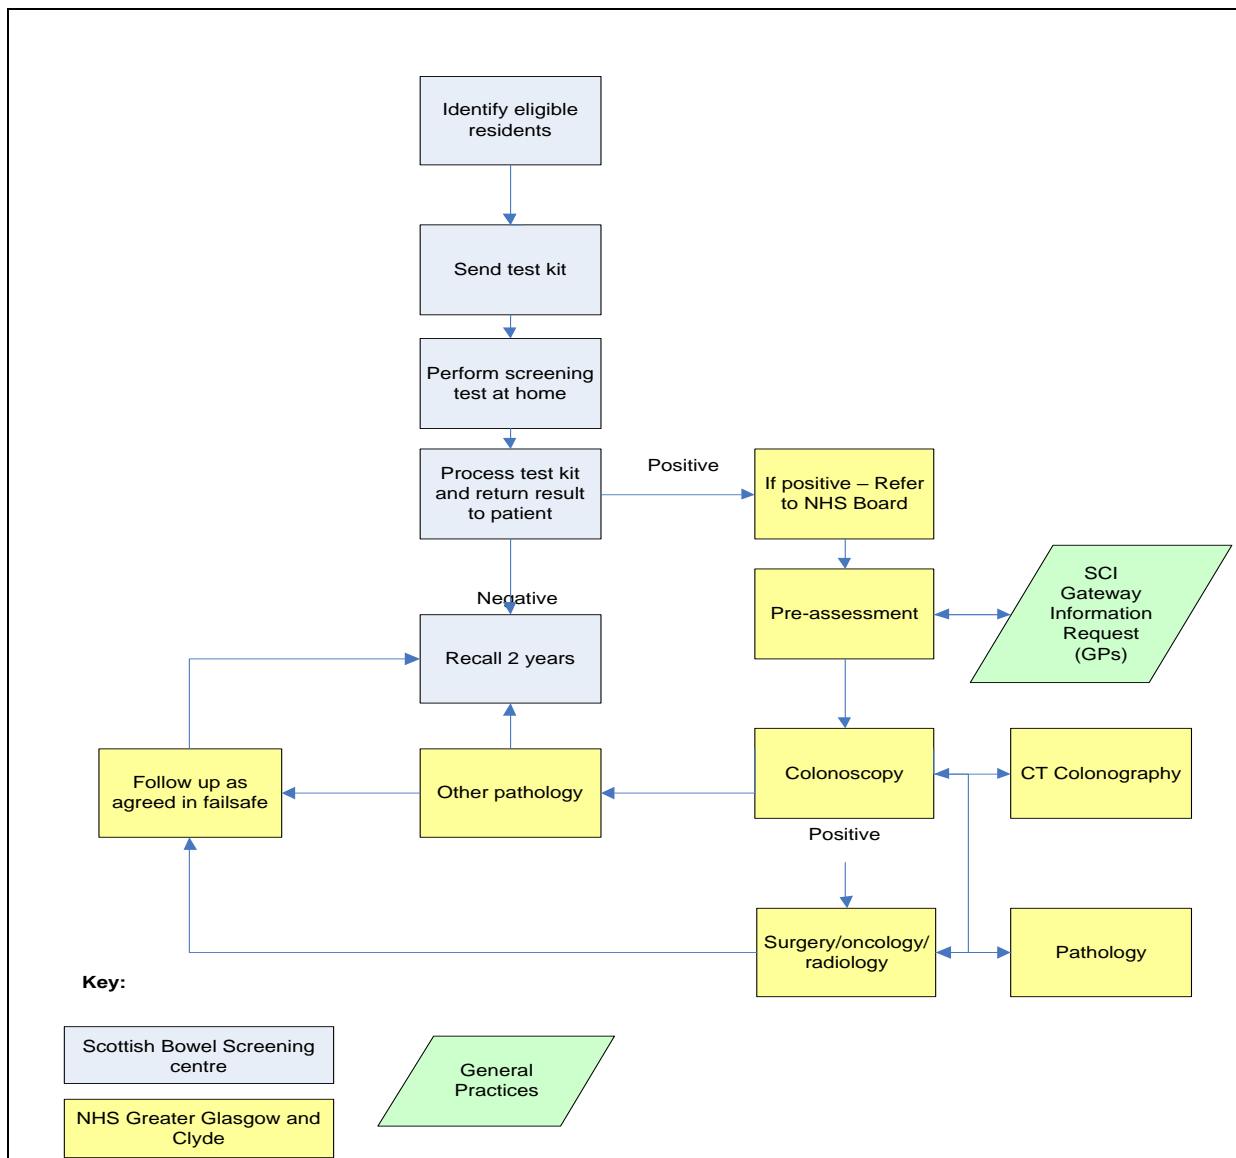 Identify eligible
residents
Send test kit
Perform screening
test at home
Process test kit
and return result
to patient
Positive
If positive – Refer
to NHS Board
Negative
Pre-assessment
SCI
Gateway
Information
Request
(GPs)
Recall 2 years
Follow up as
agreed in failsafe
Other pathology
Colonoscopy
CT Colonography
Positive
Surgery/oncology/
radiology
Pathology
Key:
Scottish Bowel Screening
centre
General
Practices
NHS Greater Glasgow and
Clyde